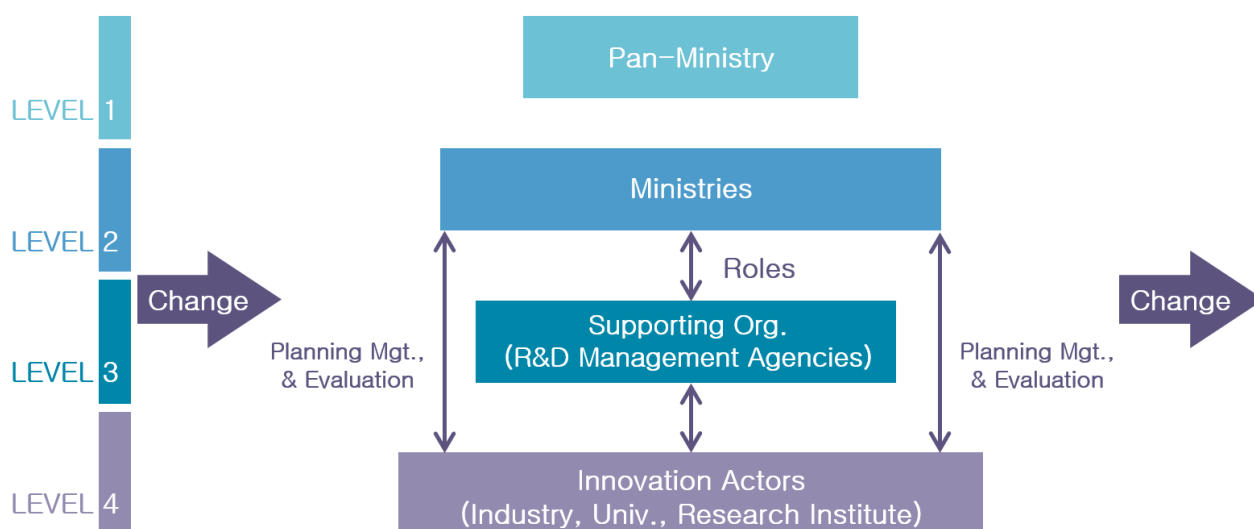 LEVEL 1
Pan-Ministry
LEVEL 2
Ministries
Roles
Change
Change
LEVEL 3
Supporting Org.
(R&D Management Agencies)
Planning Mgt.,
& Evaluation
Planning Mgt.,
& Evaluation
LEVEL 4
Innovation Actors
(Industry, Univ., Research Institute)